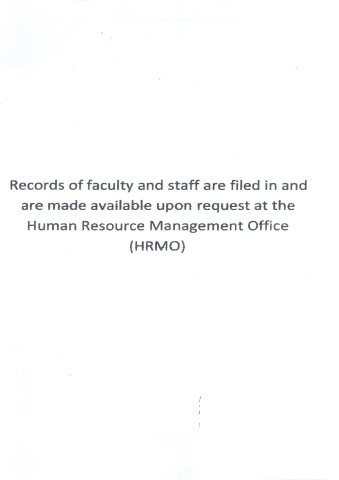 Records of faculty and staff are filed in and
are made available upon request at the
Human Resource Management Office
(HRMO)